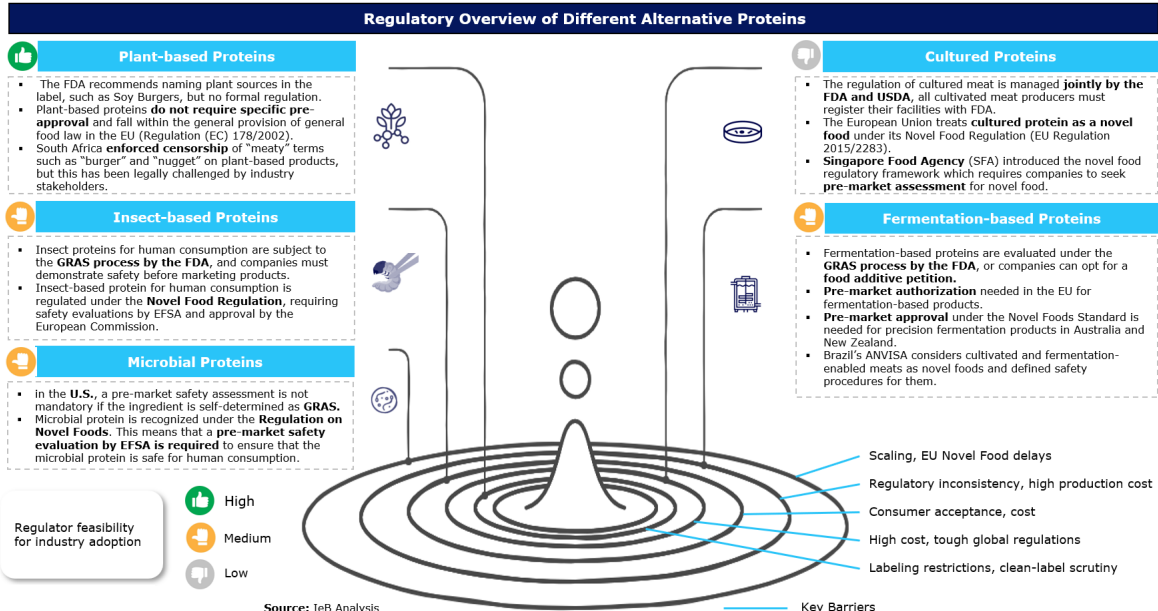 Regulatory Overview of Different Alternative Proteins
Plant-based Proteins
▪ The FDA recommends naming plant sources in the
label, such as Soy Burgers, but no formal regulation.
▪ Plant-based proteins do not require specific pre-
approval and fall within the general provision of general
food law in the EU (Regulation (EC) 178/2002).
▪ South Africa enforced censorship of “meaty” terms
such as “burger” and “nugget” on plant-based products,
but this has been legally challenged by industry
stakeholders.
Insect-based Proteins
▪ Insect proteins for human consumption are subject to
the GRAS process by the FDA, and companies must
demonstrate safety before marketing products.
▪ Insect-based protein for human consumption is
regulated under the Novel Food Regulation, requiring
safety evaluations by EFSA and approval by the
European Commission.
Microbial Proteins
▪ in the U.S., a pre-market safety assessment is not
mandatory if the ingredient is self-determined as GRAS.
▪ Microbial protein is recognized under the Regulation on
Novel Foods. This means that a pre-market safety
evaluation by EFSA is required to ensure that the
microbial protein is safe for human consumption.
Cultured Proteins
▪ The regulation of cultured meat is managed jointly by the
FDA and USDA, all cultivated meat producers must
register their facilities with FDA.
▪ The European Union treats cultured protein as a novel
food under its Novel Food Regulation (EU Regulation
2015/2283).
▪ Singapore Food Agency (SFA) introduced the novel food
regulatory framework which requires companies to seek
pre-market assessment for novel food.
Fermentation-based Proteins
▪ Fermentation-based proteins are evaluated under the
GRAS process by the FDA, or companies can opt for a
food additive petition.
▪ Pre-market authorization needed in the EU for
fermentation-based products.
▪ Pre-market approval under the Novel Foods Standard is
needed for precision fermentation products in Australia and
New Zealand.
▪ Brazil’s ANVISA considers cultivated and fermentation-
enabled meats as novel foods and defined safety
procedures for them.
Scaling, EU Novel Food delays
Regulatory inconsistency, high production cost
Consumer acceptance, cost
High cost, tough global regulations
Labeling restrictions, clean-label scrutiny
Key Barriers
Regulator feasibility
for industry adoption
High
Medium
Low
Source: IeB Analysis